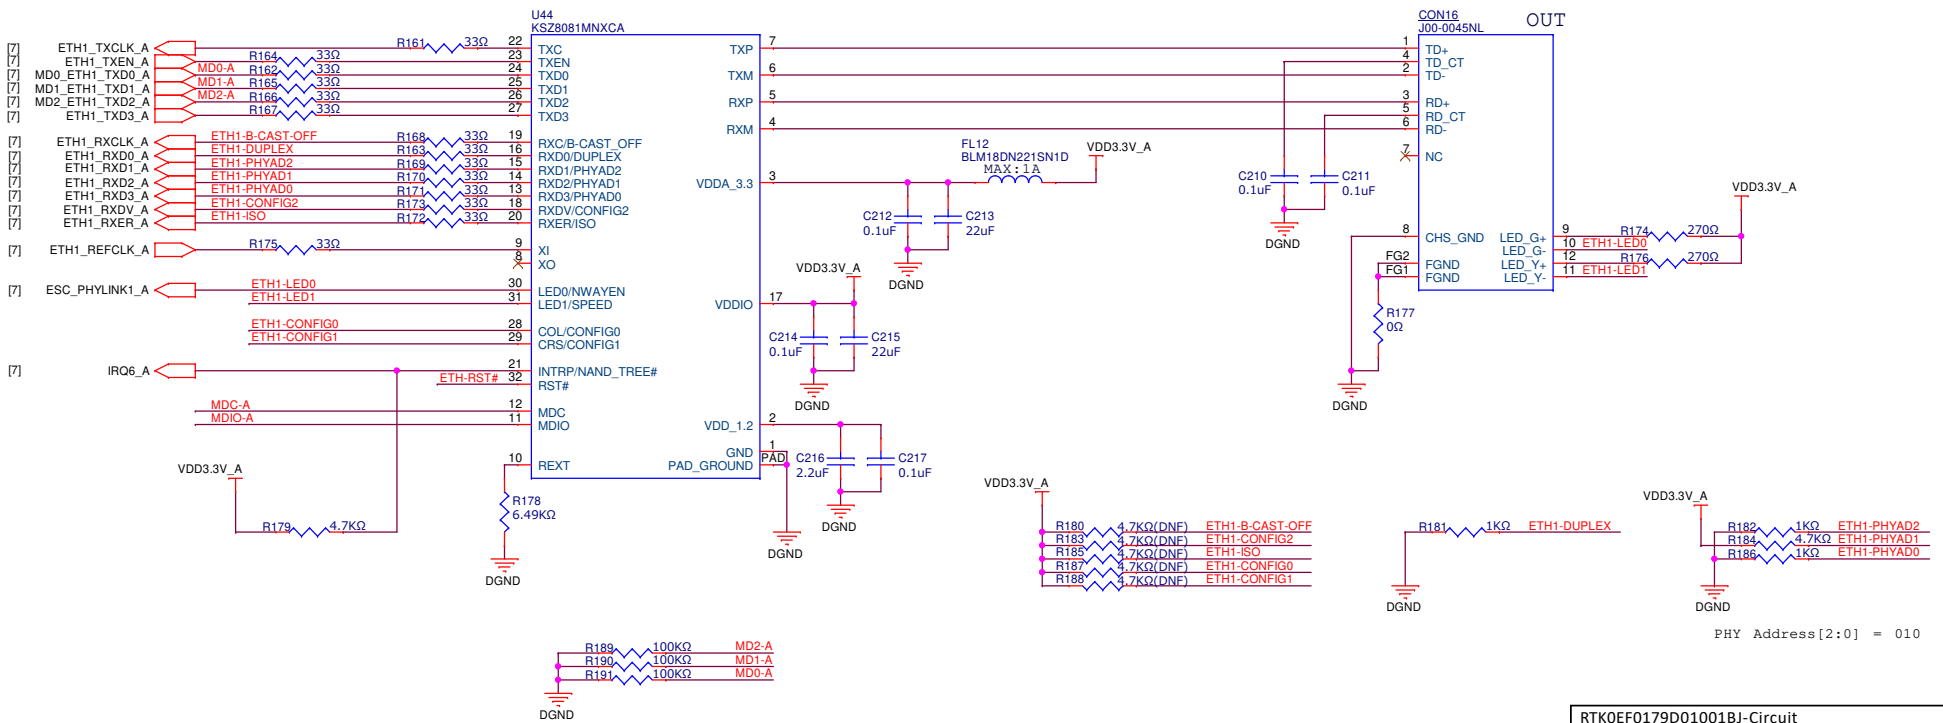 U44
KSZ8081MNXCA
CON16
J00-0045NL
OUT
[7] ETH1_TXCLK_A R161 33Ω 22 TXC
[7] ETH1_TXEN_A R164 33Ω 23 TXEN
[7] MD0_ETH1_TXD0_A MD0-A R162 33Ω 24 TXD0
[7] MD1_ETH1_TXD1_A MD1-A R165 33Ω 25 TXD1
[7] MD2_ETH1_TXD2_A MD2-A R166 33Ω 26 TXD2
[7] ETH1_TXD3_A R167 33Ω 27 TXD3
[7] ETH1_RXCLK_A ETH1-B-CAST-OFF R168 33Ω 19 RXC/B-CAST_OFF
[7] ETH1_RXD0_A ETH1-DUPLEX R163 33Ω 16 RXD0/DUPLEX
[7] ETH1_RXD1_A ETH1-PHYAD2 R169 33Ω 15 RXD1/PHYAD2
[7] ETH1_RXD2_A ETH1-PHYAD1 R170 33Ω 14 RXD2/PHYAD1
[7] ETH1_RXD3_A ETH1-PHYAD0 R171 33Ω 13 RXD3/PHYAD0
[7] ETH1_RXDV_A ETH1-CONFIG2 R173 33Ω 18 RXDV/CONFIG2
[7] ETH1_RXER_A ETH1-ISO R172 33Ω 20 RXER/ISO
[7] ETH1_REFCLK_A R175 33Ω 9 XI
8 XO
[7] ESC_PHYLINK1_A ETH1-LED0 30 LED0/NWAYEN
ETH1-LED1 31 LED1/SPEED
ETH1-CONFIG0 28 COL/CONFIG0
ETH1-CONFIG1 29 CRS/CONFIG1
[7] IRQ6_A 21 INTRP/NAND_TREE#
ETH-RST# 32 RST#
MDC-A 12 MDC
MDIO-A 11 MDIO
10 REXT
VDD3.3V_A
R179 4.7KΩ
R178
6.49KΩ
DGND
TXP 7
TXM 6
RXP 5
RXM 4
VDDA_3.3 3
VDDIO 17
VDD_1.2 2
GND 1
PAD_GROUND PAD
FL12
BLM18DN221SN1D
MAX:1A
VDD3.3V_A
C212
0.1uF
C213
22uF
DGND
VDD3.3V_A
C214
0.1uF
C215
22uF
DGND
C216
2.2uF
C217
0.1uF
DGND
DGND
1 TD+
4 TD_CT
2 TD-
3 RD+
5 RD_CT
6 RD-
7 NC
C210
0.1uF
C211
0.1uF
DGND
8 CHS_GND
FG2 FGND
FG1 FGND
R177
0Ω
DGND
VDD3.3V_A
LED_G+ 9 R174 270Ω
LED_G- 10 ETH1-LED0
LED_Y+ 12 R176 270Ω
LED_Y- 11 ETH1-LED1
VDD3.3V_A
R180 4.7KΩ(DNF) ETH1-B-CAST-OFF
R183 4.7KΩ(DNF) ETH1-CONFIG2
R185 4.7KΩ(DNF) ETH1-ISO
R187 4.7KΩ(DNF) ETH1-CONFIG0
R188 4.7KΩ(DNF) ETH1-CONFIG1
R181 1KΩ ETH1-DUPLEX
DGND
VDD3.3V_A
R182 1KΩ ETH1-PHYAD2
R184 4.7KΩ ETH1-PHYAD1
R186 1KΩ ETH1-PHYAD0
DGND
PHY Address[2:0] = 010
R189 100KΩ MD2-A
R190 100KΩ MD1-A
R191 100KΩ MD0-A
DGND
RTK0EF0179D01001BJ-Circuit